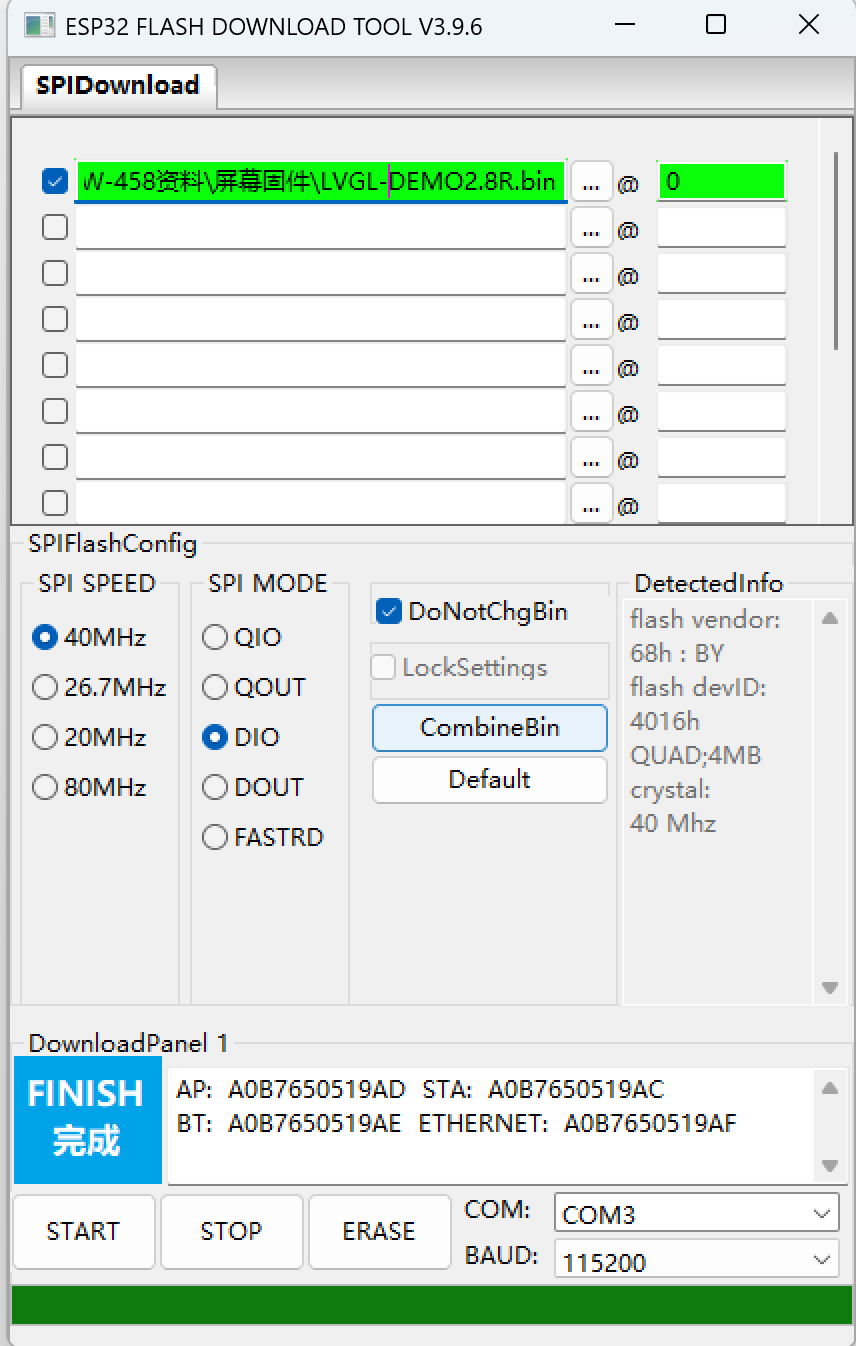 ESP32 FLASH DOWNLOAD TOOL V3.9.6
SPIDownload
W-458资料\屏幕固件\LVGL-DEMO2.8R.bin ... @ 0
... @
... @
... @
... @
... @
... @
... @
SPIFlashConfig
SPI SPEED
40MHz
26.7MHz
20MHz
80MHz
SPI MODE
QIO
QOUT
DIO
DOUT
FASTRD
DoNotChgBin
LockSettings
CombineBin
Default
DetectedInfo
flash vendor:
68h : BY
flash devID:
4016h
QUAD;4MB
crystal:
40 Mhz
DownloadPanel 1
FINISH
完成
AP: A0B7650519AD STA: A0B7650519AC
BT: A0B7650519AE ETHERNET: A0B7650519AF
START
STOP
ERASE
COM: COM3
BAUD: 115200